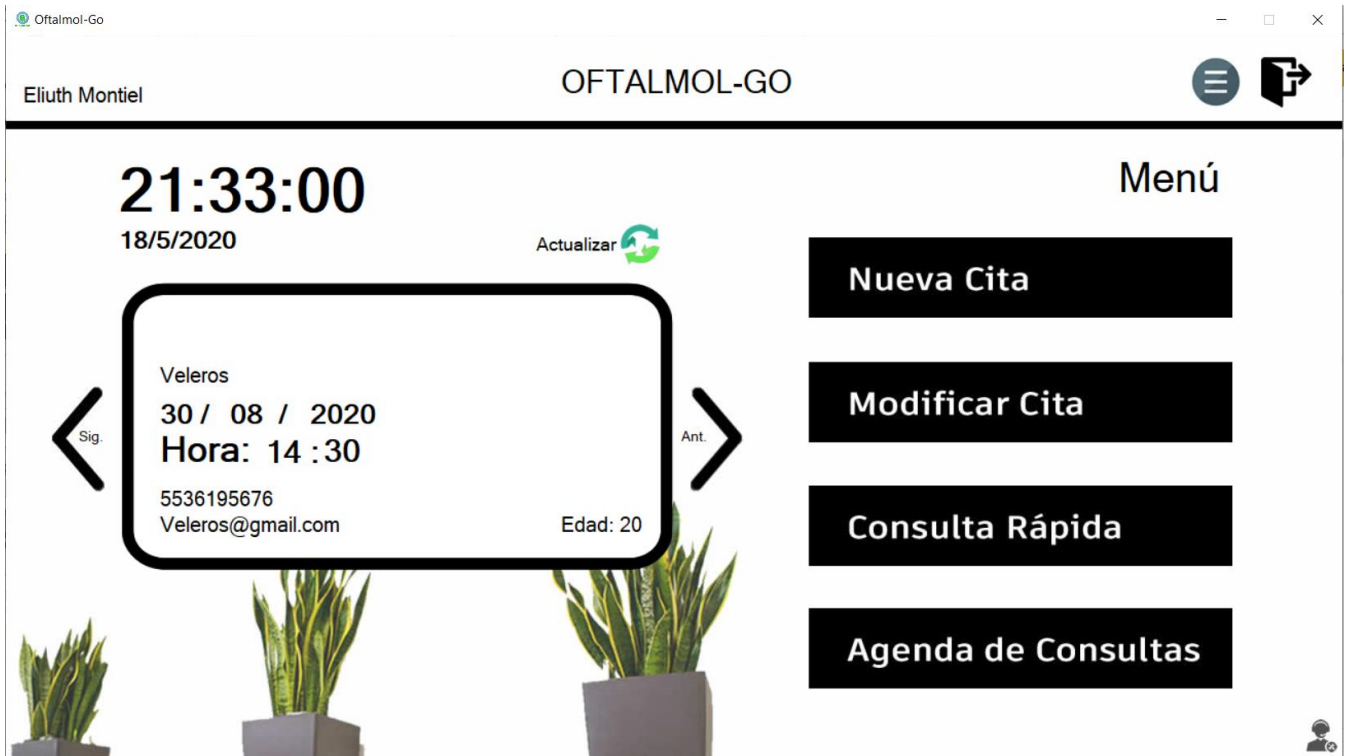 Oftalmol-Go
Eliuth Montiel
OFTALMOL-GO
21:33:00
18/5/2020
Actualizar
Sig.
Veleros
30 / 08 / 2020
Hora: 14 : 30
5536195676
Veleros@gmail.com
Edad: 20
Ant.
Menú
Nueva Cita
Modificar Cita
Consulta Rápida
Agenda de Consultas